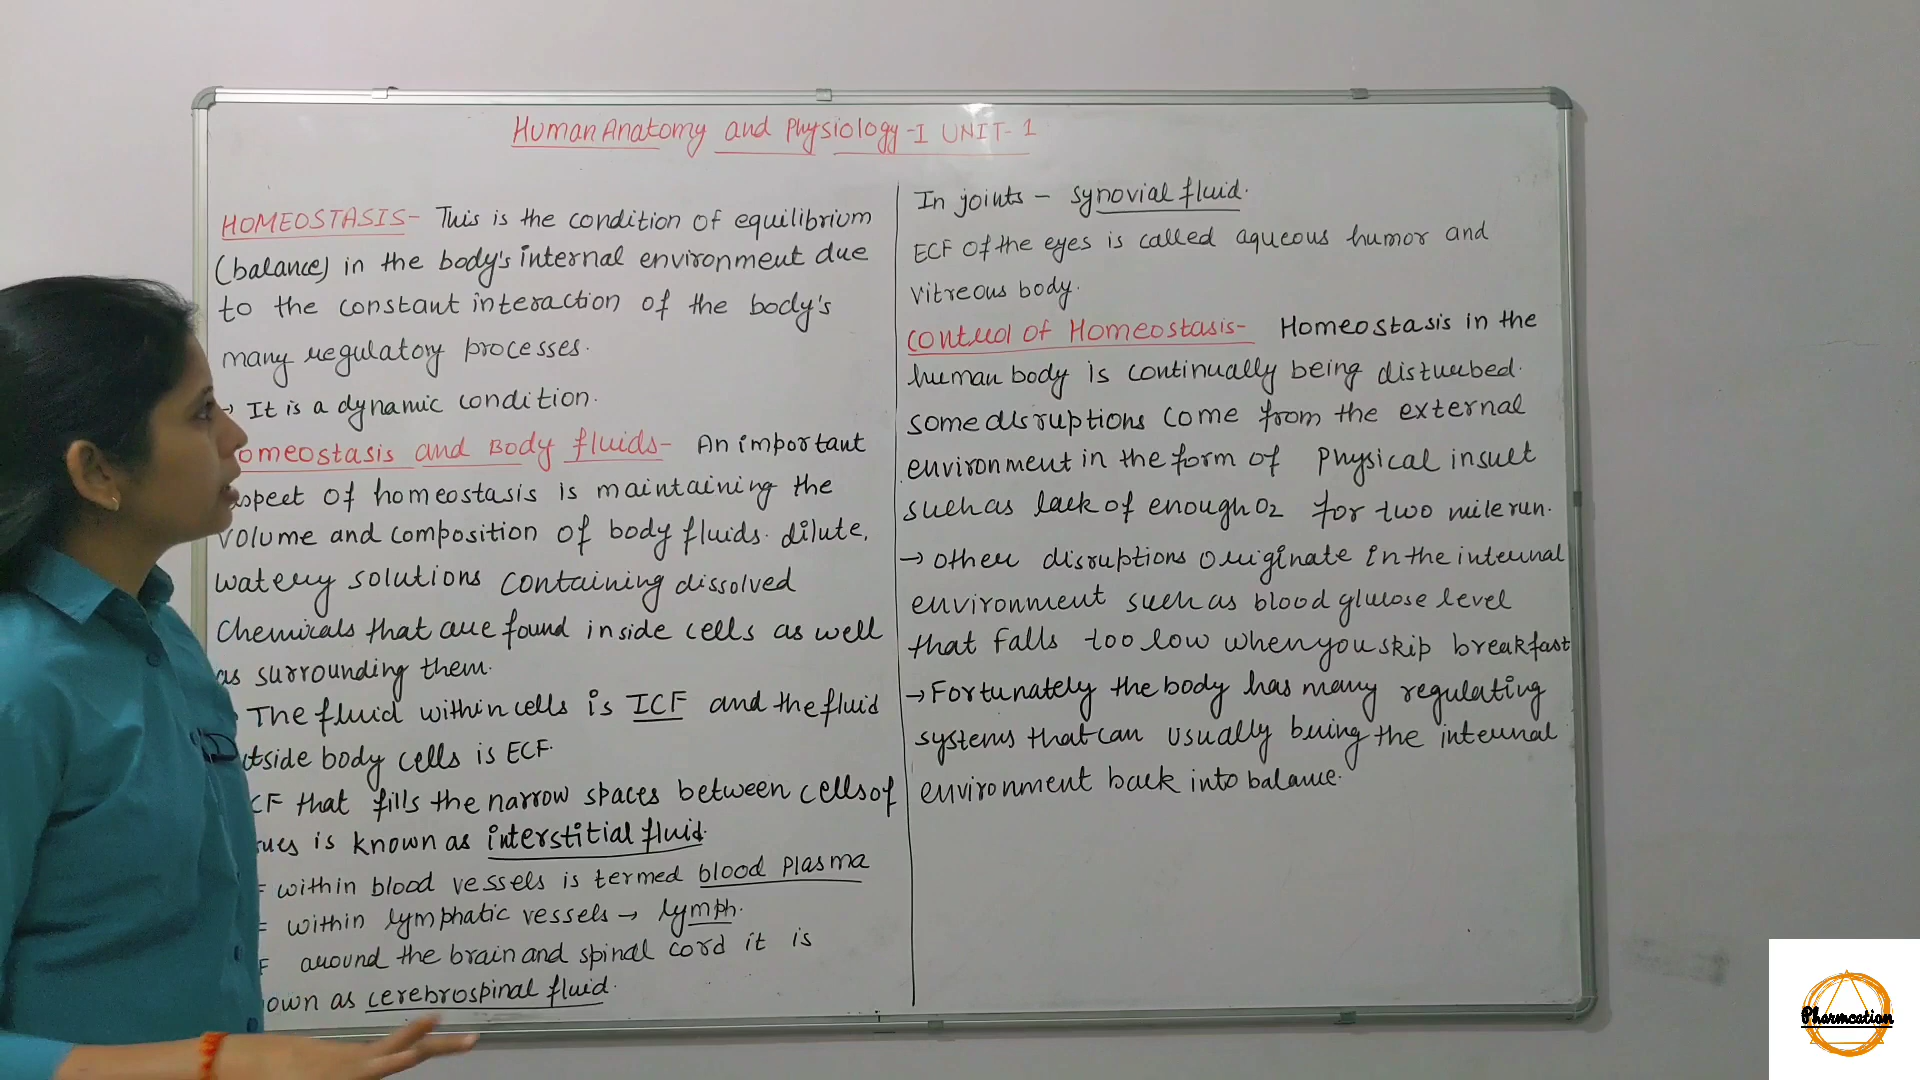 Human Anatomy and Physiology-I UNIT-1
HOMEOSTASIS- This is the condition of equilibrium
(balance) in the body's internal environment due
to the constant interaction of the body's
many regulatory processes.
→ It is a dynamic condition.
omeostasis and Body fluids- An important
aspect of homeostasis is maintaining the
volume and composition of body fluids. dilute,
watery solutions containing dissolved
Chemicals that are found inside cells as well
as surrounding them.
The fluid within cells is ICF and the fluid
tside body cells is ECF.
CF that fills the narrow spaces between cells of
sues is known as interstitial fluid.
F within blood vessels is termed blood Plasma
F within lymphatic vessels → lymph.
F around the brain and spinal cord it is
nown as cerebrospinal fluid.
In joints - synovial fluid.
ECF of the eyes is called aqueous humor and
vitreous body.
Control of Homeostasis- Homeostasis in the
human body is continually being disturbed.
some disruptions come from the external
environment in the form of Physical insult
such as lack of enough O2 for two mile run.
→ other disruptions originate in the internal
environment such as blood glucose level
that falls too low when you skip breakfast
→ Fortunately the body has many regulating
systems that can usually bring the internal
environment back into balance.
Pharmcation